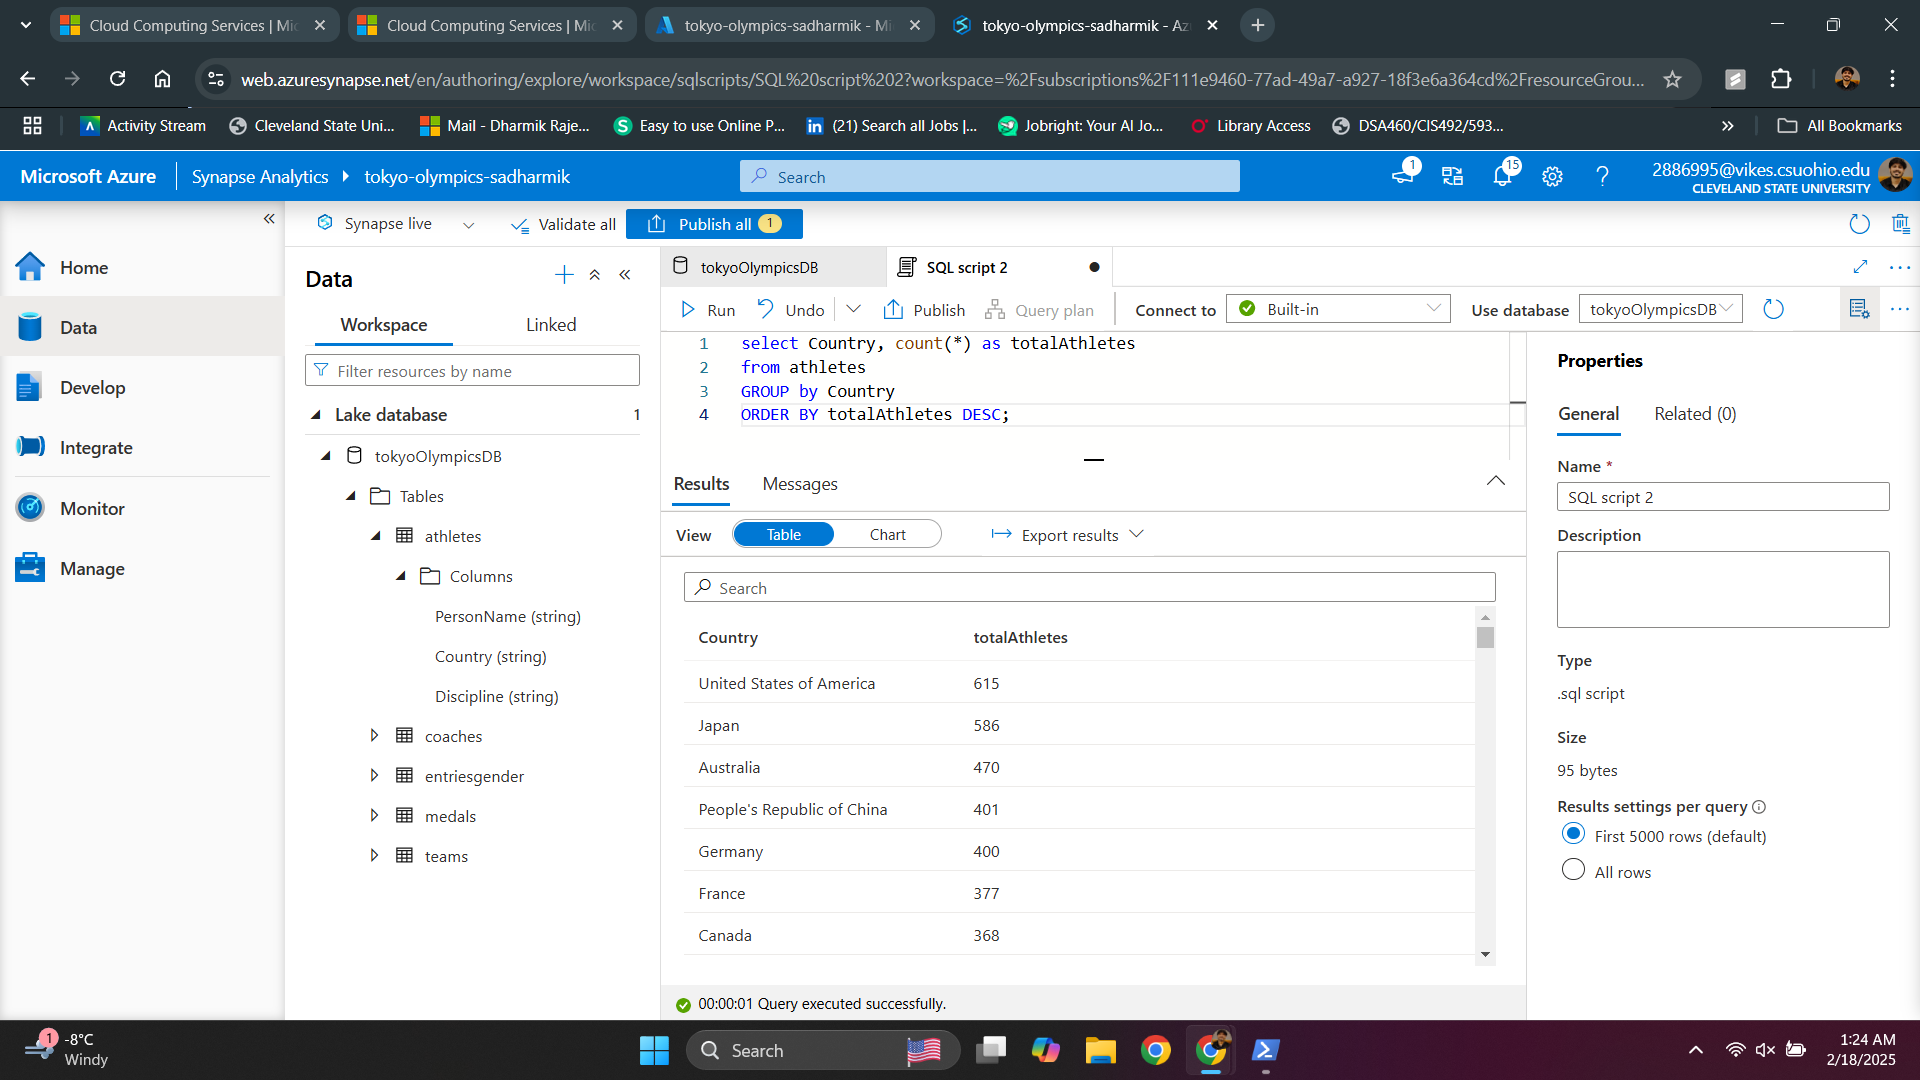 Cloud Computing Services | Mic
Cloud Computing Services | Mic
tokyo-olympics-sadharmik - Mi
tokyo-olympics-sadharmik - Az
web.azuresynapse.net/en/authoring/explore/workspace/sqlscripts/SQL%20script%202?workspace=%2Fsubscriptions%2F111e9460-77ad-49a7-a927-18f3e6a364cd%2FresourceGrou...
Activity Stream
Cleveland State Uni...
Mail - Dharmik Raje...
Easy to use Online P...
(21) Search all Jobs |...
Jobright: Your AI Jo...
Library Access
DSA460/CIS492/593...
All Bookmarks
Microsoft Azure
Synapse Analytics
tokyo-olympics-sadharmik
Search
1
15
2886995@vikes.csuohio.edu
CLEVELAND STATE UNIVERSITY
Synapse live
Validate all
Publish all 1
Home
Data
Develop
Integrate
Monitor
Manage
Data
Workspace
Linked
Filter resources by name
Lake database 1
tokyoOlympicsDB
Tables
athletes
Columns
PersonName (string)
Country (string)
Discipline (string)
coaches
entriesgender
medals
teams
tokyoOlympicsDB
SQL script 2
Run
Undo
Publish
Query plan
Connect to
Built-in
Use database
tokyoOlympicsDB
1 select Country, count(*) as totalAthletes
2 from athletes
3 GROUP by Country
4 ORDER BY totalAthletes DESC;
Results
Messages
View
Table
Chart
Export results
Search
Country totalAthletes
United States of America 615
Japan 586
Australia 470
People's Republic of China 401
Germany 400
France 377
Canada 368
00:00:01 Query executed successfully.
Properties
General
Related (0)
Name *
SQL script 2
Description
Type
.sql script
Size
95 bytes
Results settings per query
First 5000 rows (default)
All rows
1
-8°C
Windy
Search
1:24 AM
2/18/2025